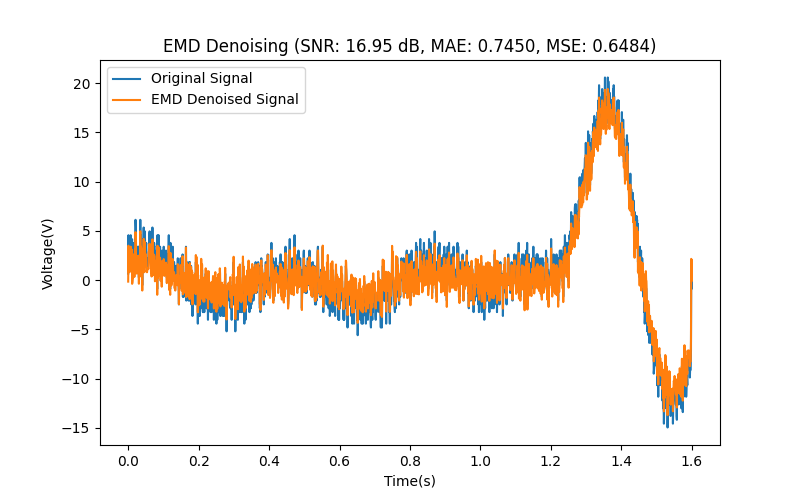 EMD Denoising (SNR: 16.95 dB, MAE: 0.7450, MSE: 0.6484)
Original Signal
EMD Denoised Signal
20
15
10
5
0
−5
−10
−15
Voltage(V)
0.0 0.2 0.4 0.6 0.8 1.0 1.2 1.4 1.6
Time(s)